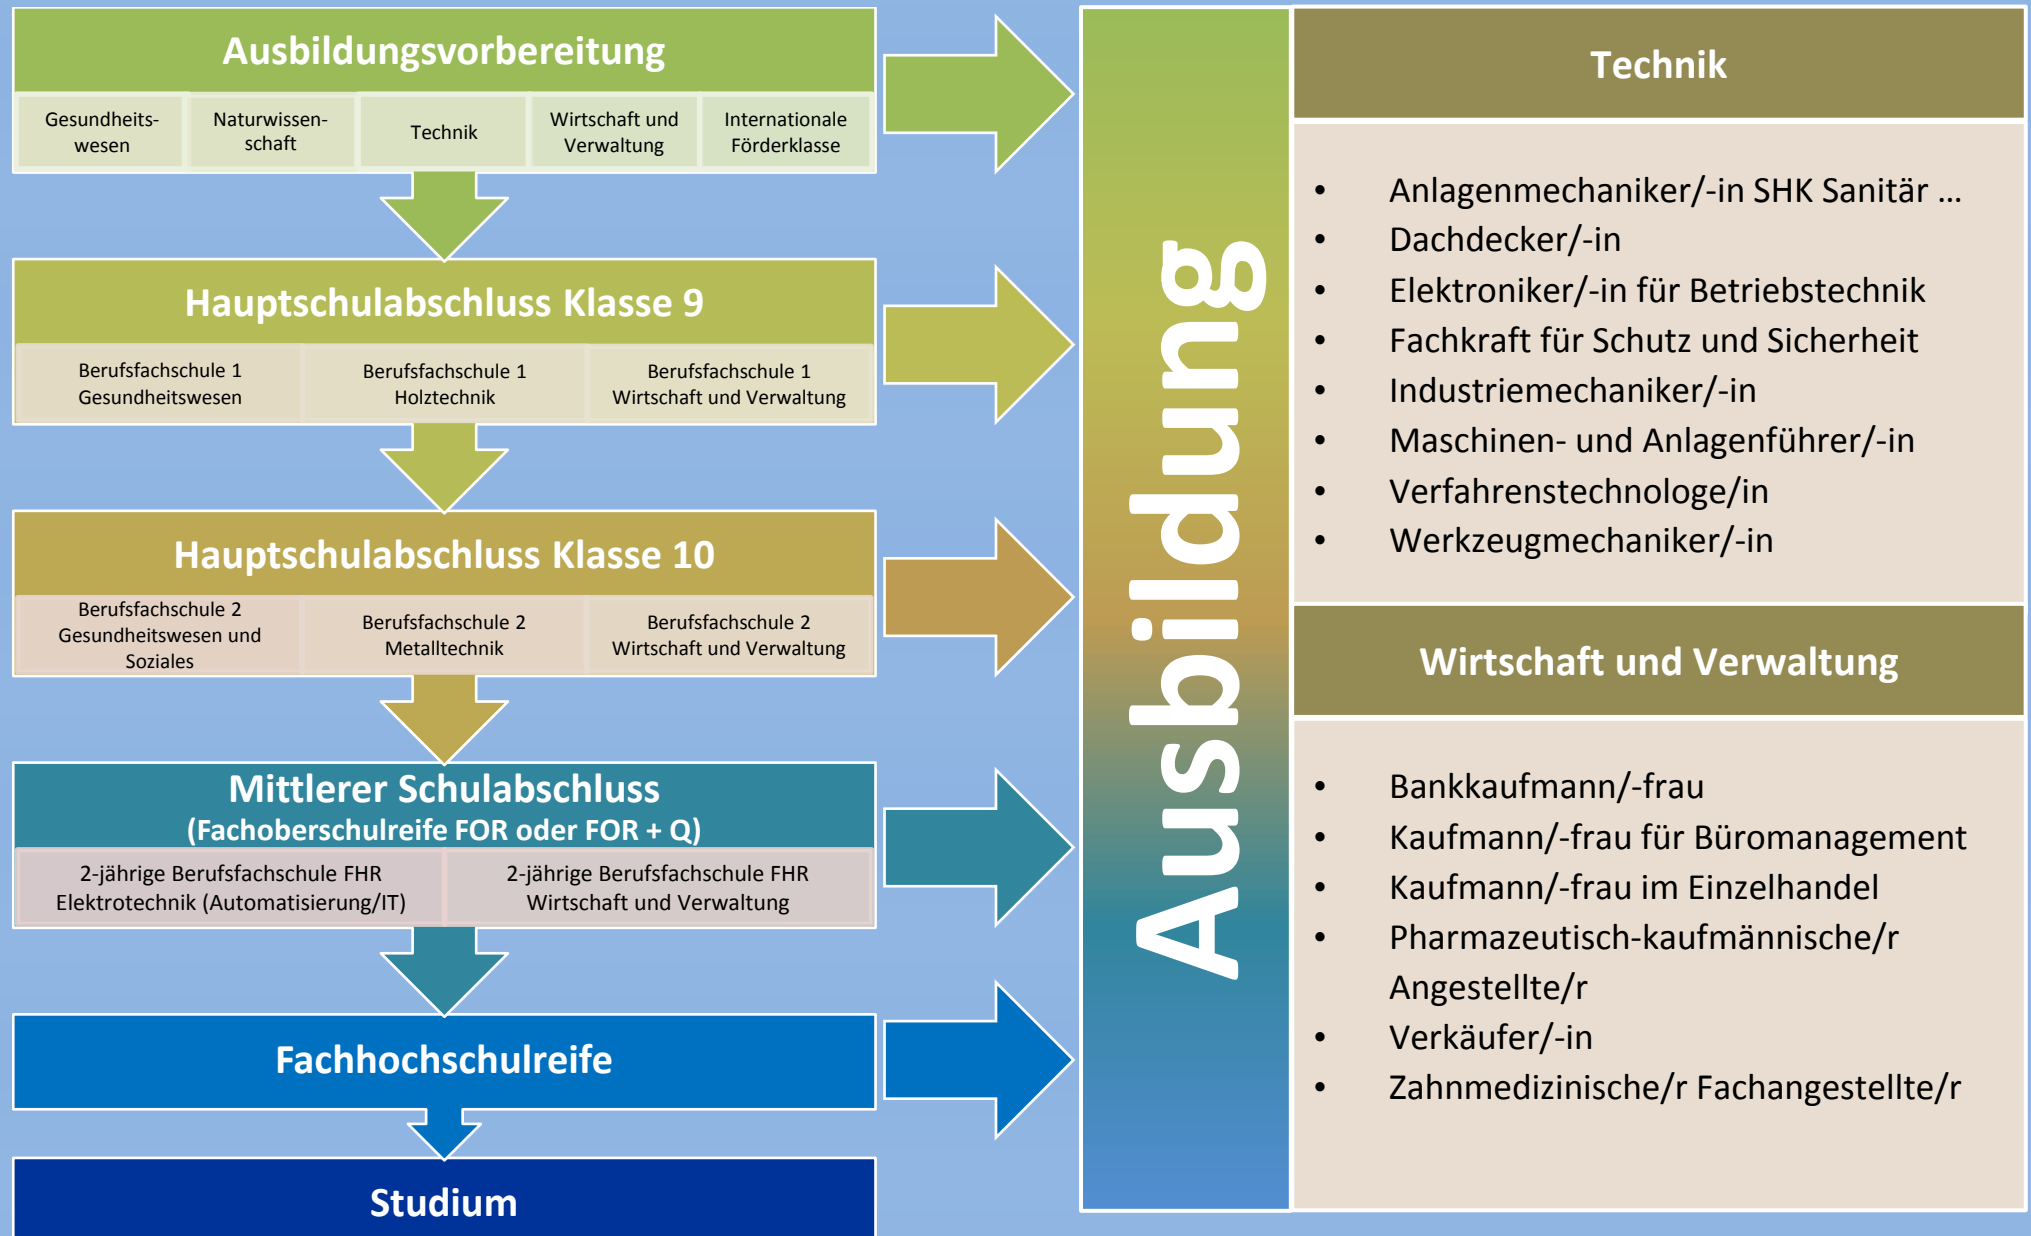 Ausbildungsvorbereitung
Gesundheits-
wesen
Naturwissen-
schaft
Technik
Wirtschaft und
Verwaltung
Internationale
Förderklasse
Hauptschulabschluss Klasse 9
Berufsfachschule 1
Gesundheitswesen
Berufsfachschule 1
Holztechnik
Berufsfachschule 1
Wirtschaft und Verwaltung
Hauptschulabschluss Klasse 10
Berufsfachschule 2
Gesundheitswesen und
Soziales
Berufsfachschule 2
Metalltechnik
Berufsfachschule 2
Wirtschaft und Verwaltung
Mittlerer Schulabschluss
(Fachoberschulreife FOR oder FOR + Q)
2-jährige Berufsfachschule FHR
Elektrotechnik (Automatisierung/IT)
2-jährige Berufsfachschule FHR
Wirtschaft und Verwaltung
Fachhochschulreife
Studium
Ausbildung
Technik
• Anlagenmechaniker/-in SHK Sanitär ...
• Dachdecker/-in
• Elektroniker/-in für Betriebstechnik
• Fachkraft für Schutz und Sicherheit
• Industriemechaniker/-in
• Maschinen- und Anlagenführer/-in
• Verfahrenstechnologe/in
• Werkzeugmechaniker/-in
Wirtschaft und Verwaltung
• Bankkaufmann/-frau
• Kaufmann/-frau für Büromanagement
• Kaufmann/-frau im Einzelhandel
• Pharmazeutisch-kaufmännische/r
Angestellte/r
• Verkäufer/-in
• Zahnmedizinische/r Fachangestellte/r